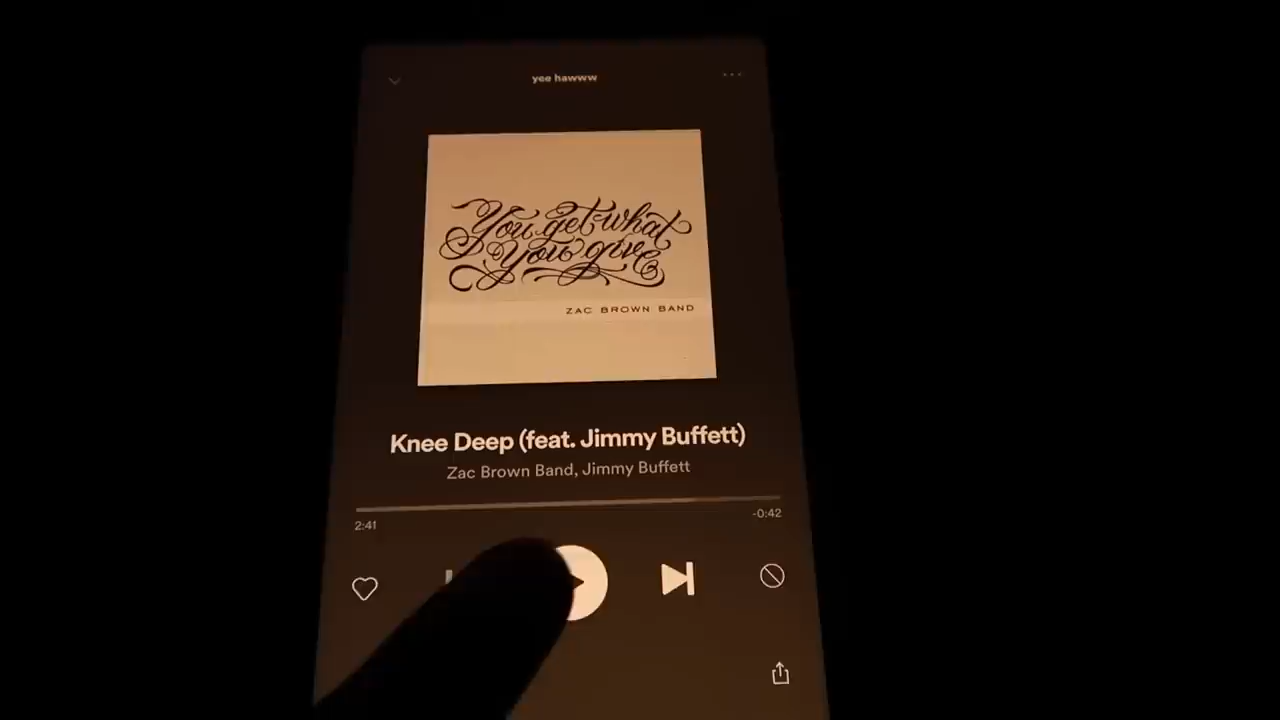 yee hawww
You get what
You give
ZAC BROWN BAND
Knee Deep (feat. Jimmy Buffett)
Zac Brown Band, Jimmy Buffett
2:41
-0:42